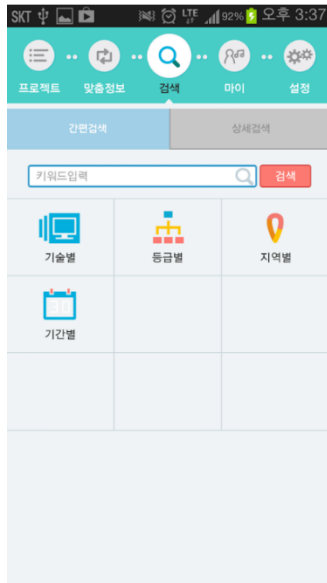 SKT LTE 92% 오후 3:37
프로젝트 맞춤정보 검색 마이 설정
간편검색 상세검색
키워드입력 검색
기술별 등급별 지역별
기간별